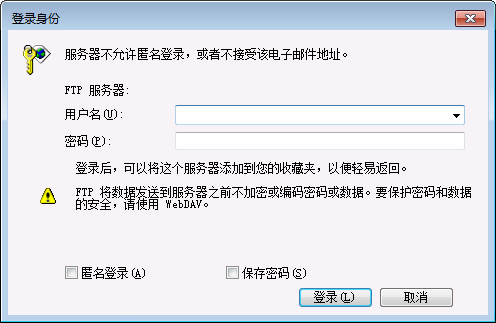 登录身份
服务器不允许匿名登录，或者不接受该电子邮件地址。
FTP 服务器:
用户名(U):
密码(P):
登录后，可以将这个服务器添加到您的收藏夹，以便轻易返回。
FTP 将数据发送到服务器之前不加密或编码密码或数据。要保护密码和数据
的安全，请使用 WebDAV。
匿名登录(A)
保存密码(S)
登录(L)
取消